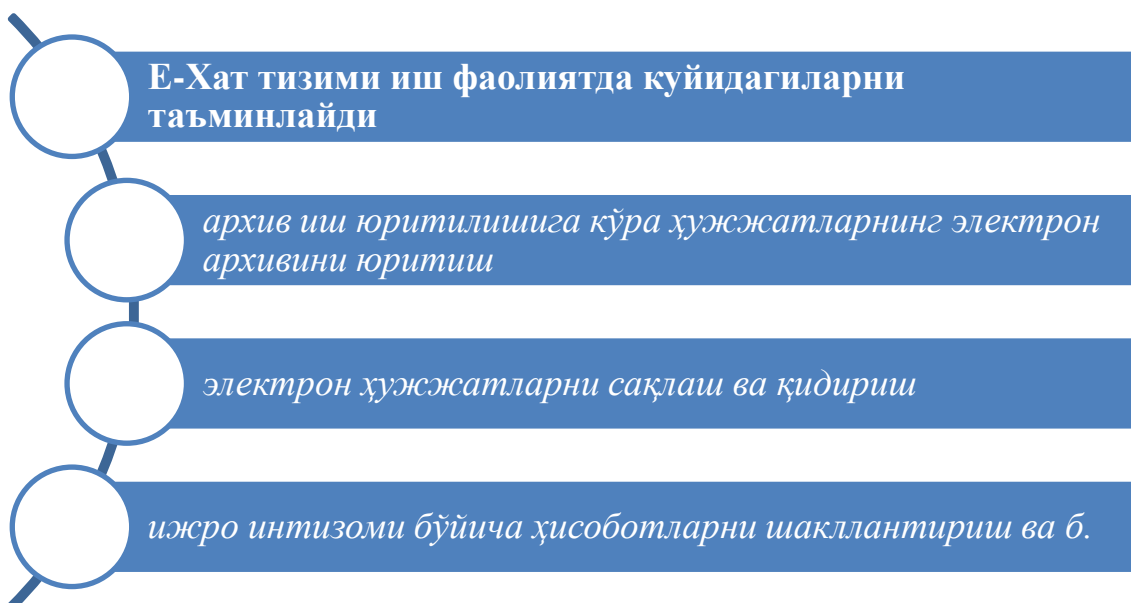 Е-Хат тизими иш фаолиятда куйидагиларни
таъминлайди
архив иш юритилишига кўра ҳужжатларнинг электрон
архивини юритиш
электрон ҳужжатларни сақлаш ва қидириш
ижро интизоми бўйича ҳисоботларни шакллантириш ва б.